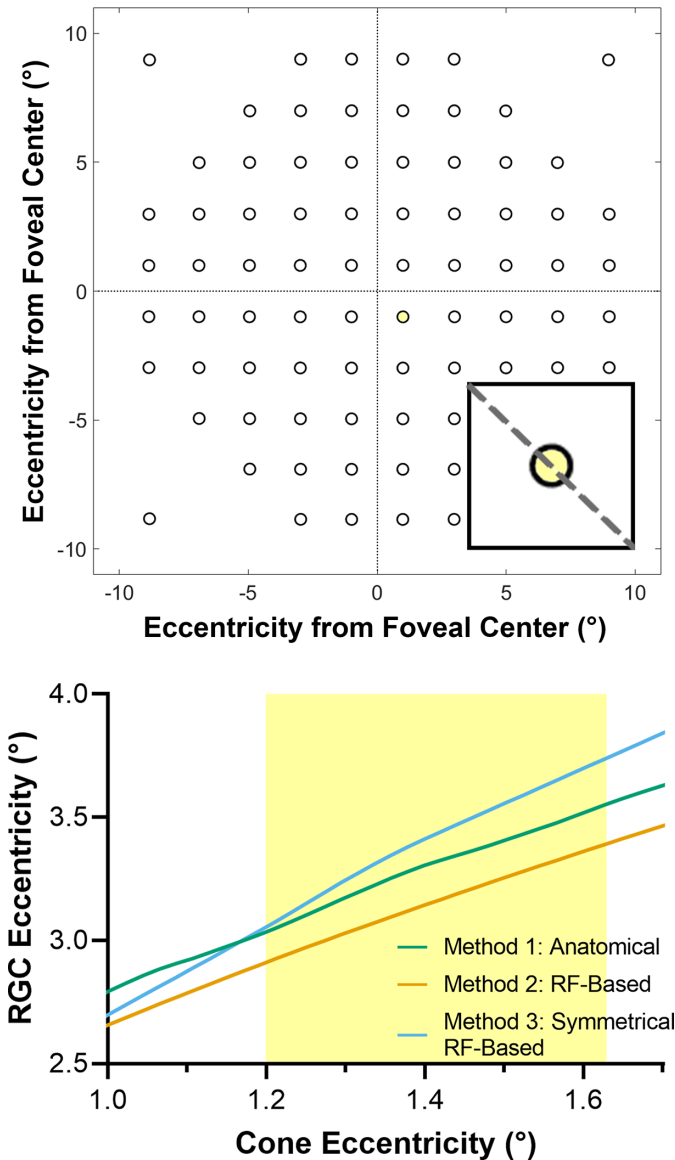 10
5
0
-5
-10
Eccentricity from Foveal Center (°)
-10
-5
0
5
10
Eccentricity from Foveal Center (°)
4.0
3.5
3.0
2.5
RGC Eccentricity (°)
Method 1: Anatomical
Method 2: RF-Based
Method 3: Symmetrical
RF-Based
1.0
1.2
1.4
1.6
Cone Eccentricity (°)